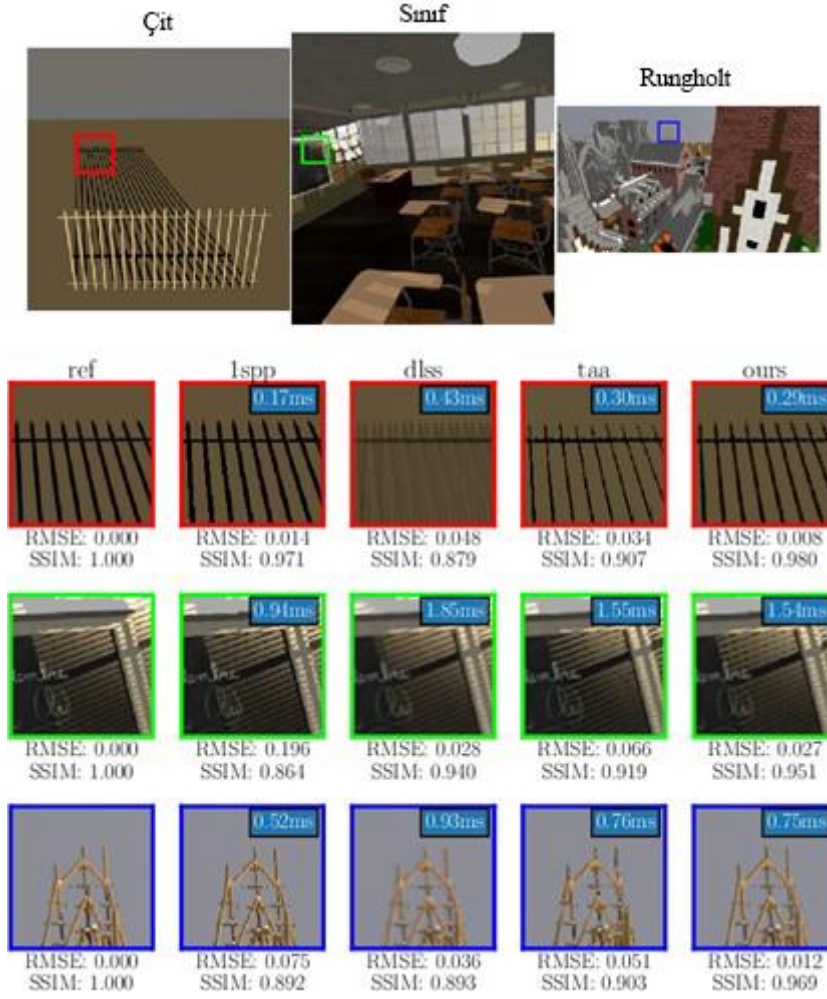 Çit
Sınıf
Rungholt
ref 1spp dlss taa ours
0.17ms 0.43ms 0.30ms 0.29ms
RMSE: 0.000 RMSE: 0.014 RMSE: 0.048 RMSE: 0.034 RMSE: 0.008
SSIM: 1.000 SSIM: 0.971 SSIM: 0.879 SSIM: 0.907 SSIM: 0.980
0.94ms 1.85ms 1.55ms 1.54ms
RMSE: 0.000 RMSE: 0.196 RMSE: 0.028 RMSE: 0.066 RMSE: 0.027
SSIM: 1.000 SSIM: 0.864 SSIM: 0.940 SSIM: 0.919 SSIM: 0.951
0.52ms 0.93ms 0.76ms 0.75ms
RMSE: 0.000 RMSE: 0.075 RMSE: 0.036 RMSE: 0.051 RMSE: 0.012
SSIM: 1.000 SSIM: 0.892 SSIM: 0.893 SSIM: 0.903 SSIM: 0.969